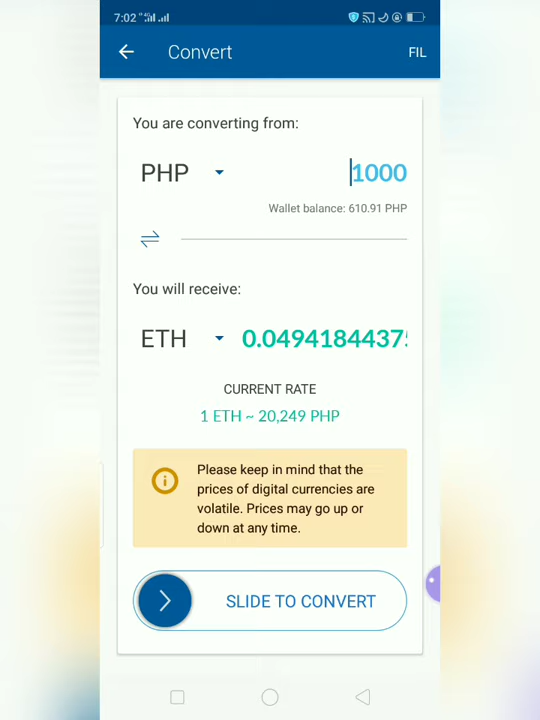 7:02
Convert
FIL
You are converting from:
PHP
1000
Wallet balance: 610.91 PHP
You will receive:
ETH
0.0494184437
CURRENT RATE
1 ETH ~ 20,249 PHP
Please keep in mind that the
prices of digital currencies are
volatile. Prices may go up or
down at any time.
SLIDE TO CONVERT